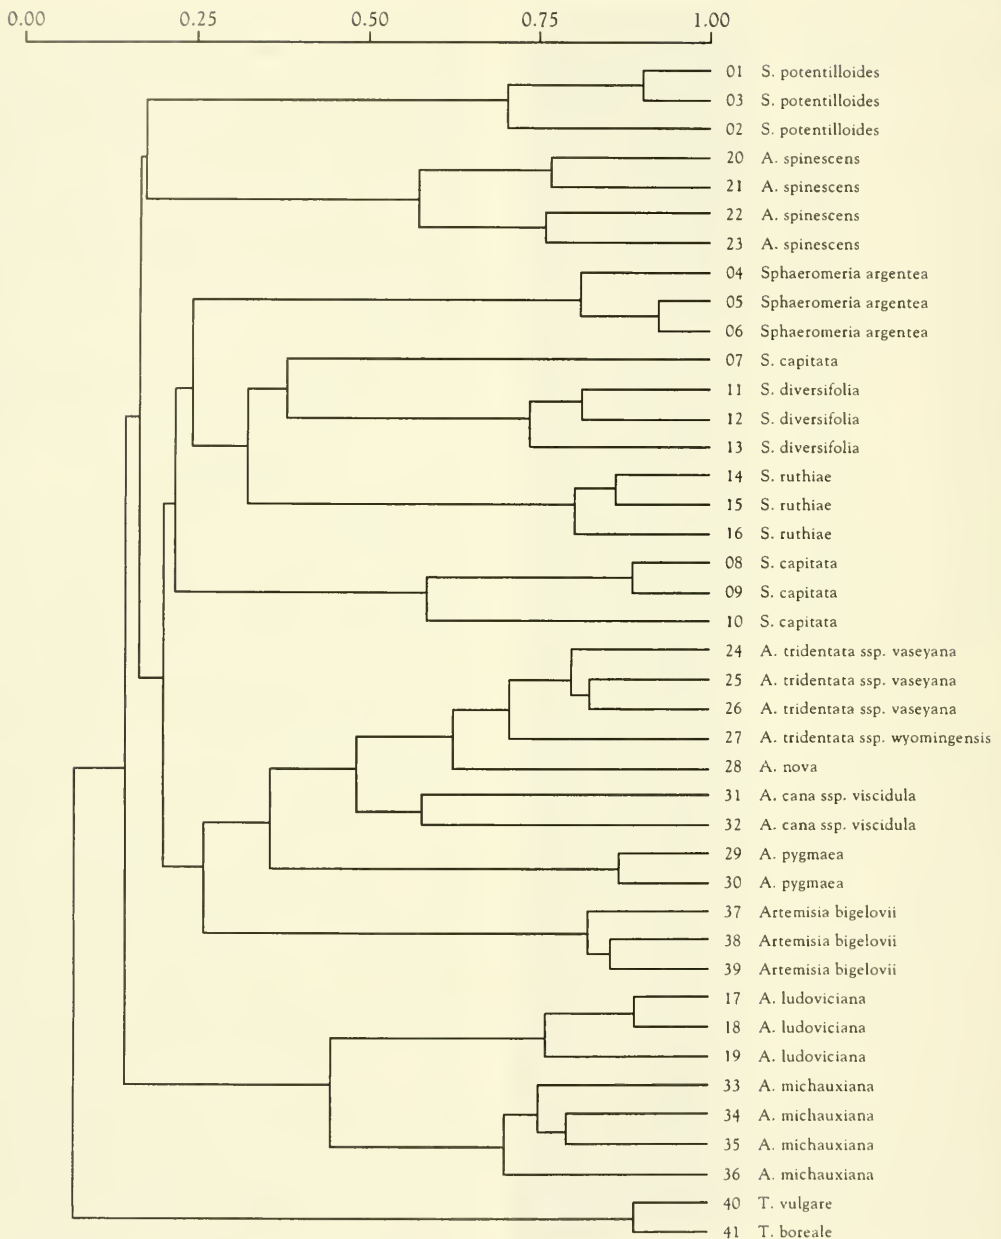 0.00 0.25 0.50 0.75 1.00
01 S. potentilloides
03 S. potentilloides
02 S. potentilloides
20 A. spinescens
21 A. spinescens
22 A. spinescens
23 A. spinescens
04 Sphaeromeria argentea
05 Sphaeromeria argentea
06 Sphaeromeria argentea
07 S. capitata
11 S. diversifolia
12 S. diversifolia
13 S. diversifolia
14 S. ruthiae
15 S. ruthiae
16 S. ruthiae
08 S. capitata
09 S. capitata
10 S. capitata
24 A. tridentata ssp. vaseyana
25 A. tridentata ssp. vaseyana
26 A. tridentata ssp. vaseyana
27 A. tridentata ssp. wyomingensis
28 A. nova
31 A. cana ssp. viscidula
32 A. cana ssp. viscidula
29 A. pygmaea
30 A. pygmaea
37 Artemisia bigelovii
38 Artemisia bigelovii
39 Artemisia bigelovii
17 A. ludoviciana
18 A. ludoviciana
19 A. ludoviciana
33 A. michauxiana
34 A. michauxiana
35 A. michauxiana
36 A. michauxiana
40 T. vulgare
41 T. boreale